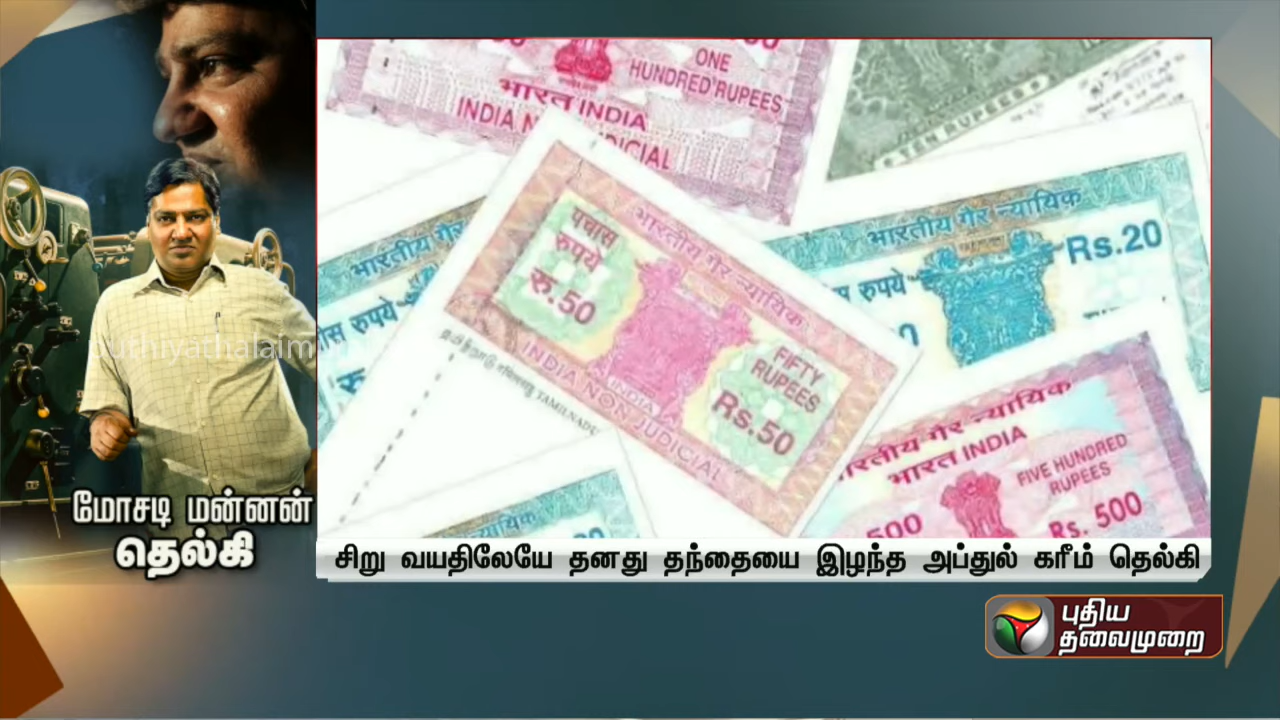 ONE
HUNDRED RUPEES
भारत INDIA
TEN RUPEES
भारतीय गैर न्यायिक
Rs.20
रुपये
पचास
रुपये
रु.50
भारतीय गैर न्यायिक
FIFTY
RUPEES
Rs.50
INDIA
INDIA NON JUDICIAL
TAMILNADU
भारतीय गैर न्यायिक
भारत INDIA
FIVE HUNDRED
RUPEES
500
Rs. 500
மோசடி மன்னன்
தெல்கி
சிறு வயதிலேயே தனது தந்தையை இழந்த அப்துல் கரீம் தெல்கி
புதிய
தலைமுறை